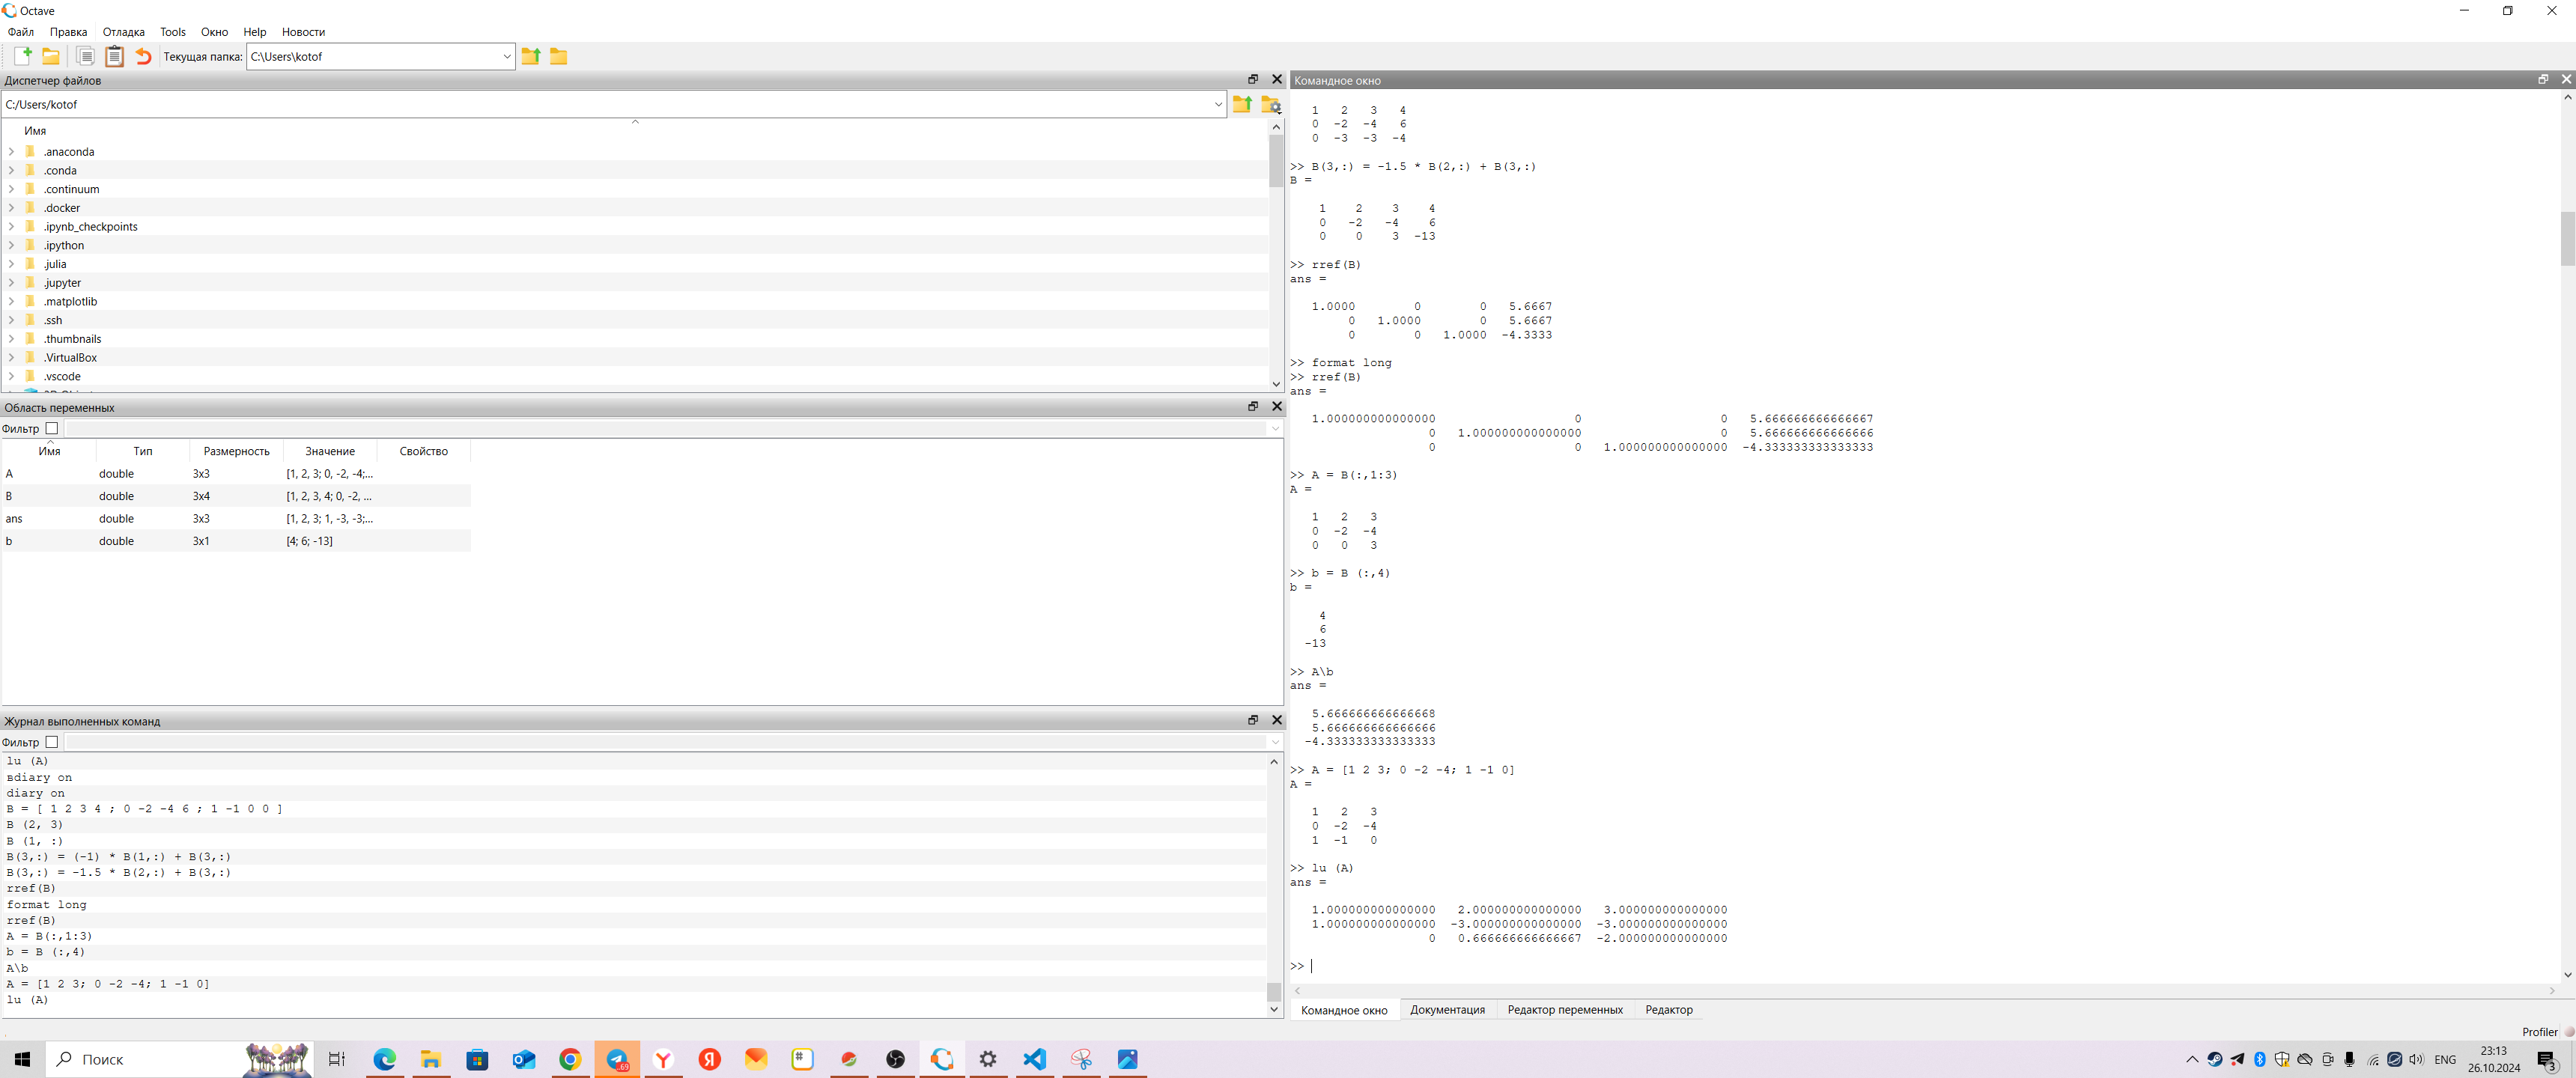 Octave
Файл Правка Отладка Tools Окно Help Новости
Текущая папка: C:\Users\kotof
Диспетчер файлов
C:/Users/kotof
Имя
.anaconda
.conda
.continuum
.docker
.ipynb_checkpoints
.ipython
.julia
.jupyter
.matplotlib
.ssh
.thumbnails
.VirtualBox
.vscode
Область переменных
Фильтр
Имя Тип Размерность Значение Свойство
A double 3x3 [1, 2, 3; 0, -2, -4;...
B double 3x4 [1, 2, 3, 4; 0, -2, ...
ans double 3x3 [1, 2, 3; 1, -3, -3;...
b double 3x1 [4; 6; -13]
Журнал выполненных команд
Фильтр
lu (A)
вdiary on
diary on
B = [ 1 2 3 4 ; 0 -2 -4 6 ; 1 -1 0 0 ]
B (2, 3)
B (1, :)
B(3,:) = (-1) * B(1,:) + B(3,:)
B(3,:) = -1.5 * B(2,:) + B(3,:)
rref(B)
format long
rref(B)
A = B(:,1:3)
b = B (:,4)
A\b
A = [1 2 3; 0 -2 -4; 1 -1 0]
lu (A)
Командное окно
1 2 3 4
0 -2 -4 6
0 -3 -3 -4
>> B(3,:) = -1.5 * B(2,:) + B(3,:)
B =
1 2 3 4
0 -2 -4 6
0 0 3 -13
>> rref(B)
ans =
1.0000 0 0 5.6667
0 1.0000 0 5.6667
0 0 1.0000 -4.3333
>> format long
>> rref(B)
ans =
1.000000000000000 0 0 5.666666666666667
0 1.000000000000000 0 5.666666666666666
0 0 1.000000000000000 -4.333333333333333
>> A = B(:,1:3)
A =
1 2 3
0 -2 -4
0 0 3
>> b = B (:,4)
b =
4
6
-13
>> A\b
ans =
5.666666666666668
5.666666666666666
-4.333333333333333
>> A = [1 2 3; 0 -2 -4; 1 -1 0]
A =
1 2 3
0 -2 -4
1 -1 0
>> lu (A)
ans =
1.000000000000000 2.000000000000000 3.000000000000000
1.000000000000000 -3.000000000000000 -3.000000000000000
0 0.666666666666667 -2.000000000000000
>>
Командное окно Документация Редактор переменных Редактор
Profiler
Поиск
ENG
23:13
26.10.2024
3